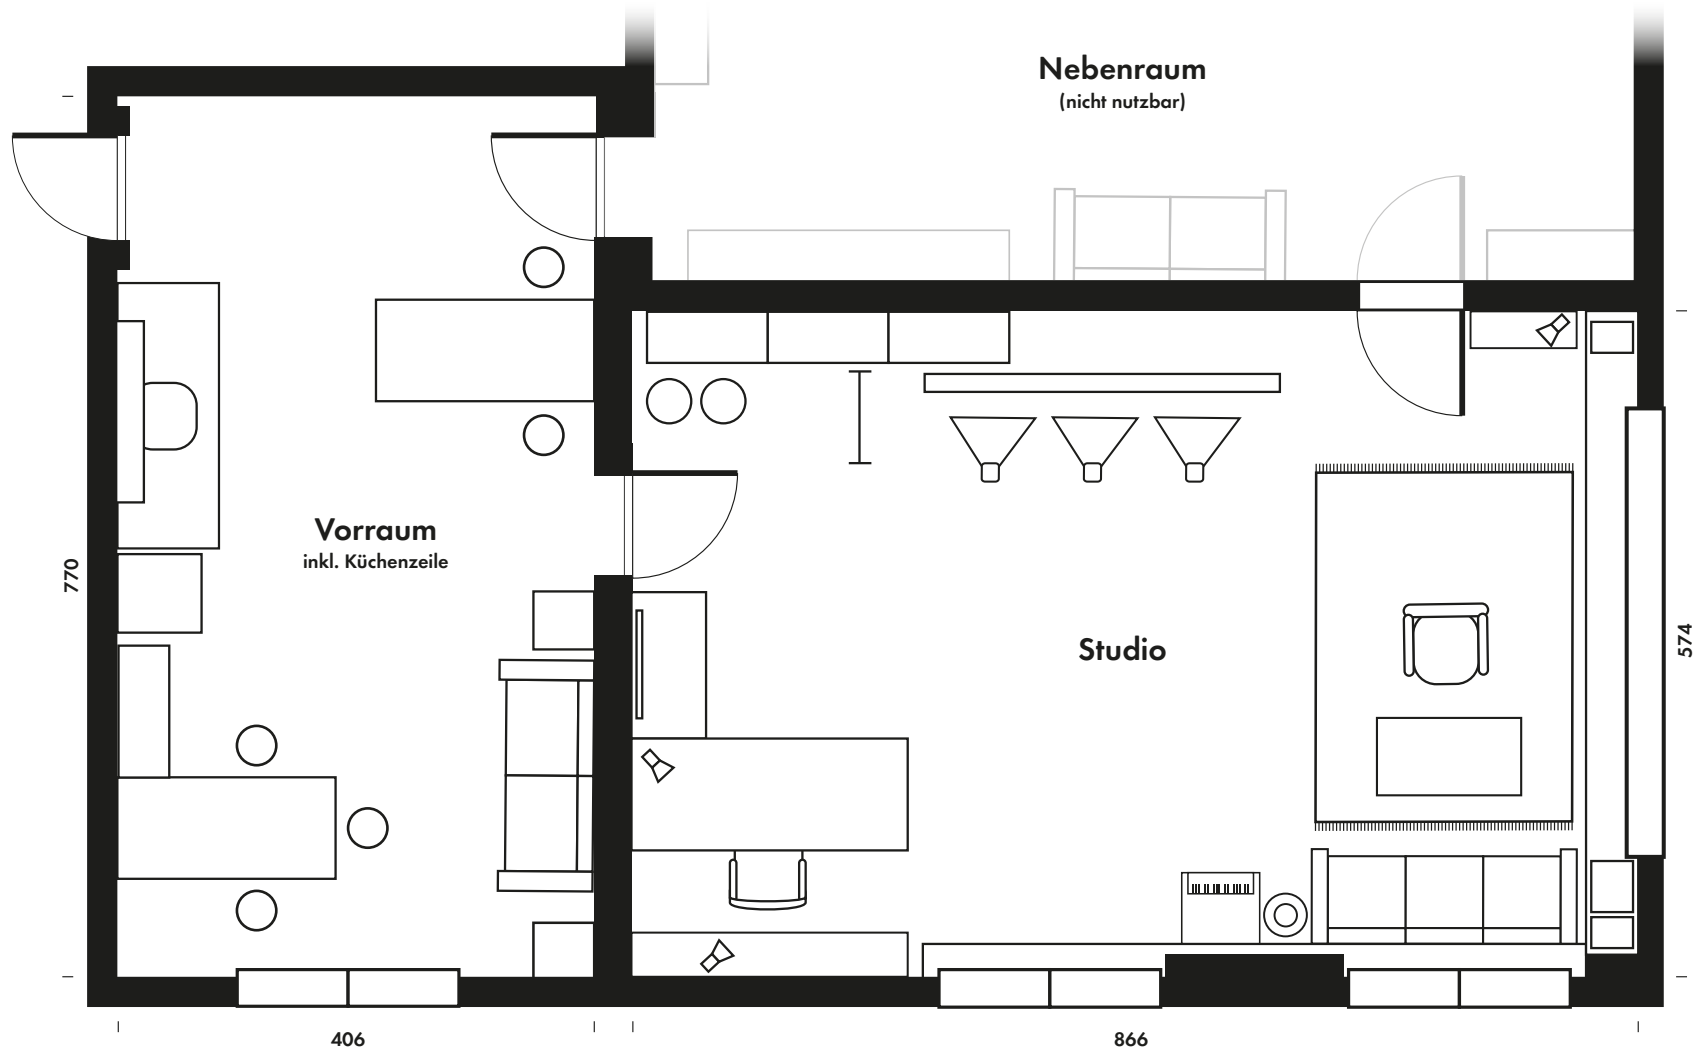 Nebenraum
(nicht nutzbar)
Vorraum
inkl. Küchenzeile
770
Studio
574
406
866